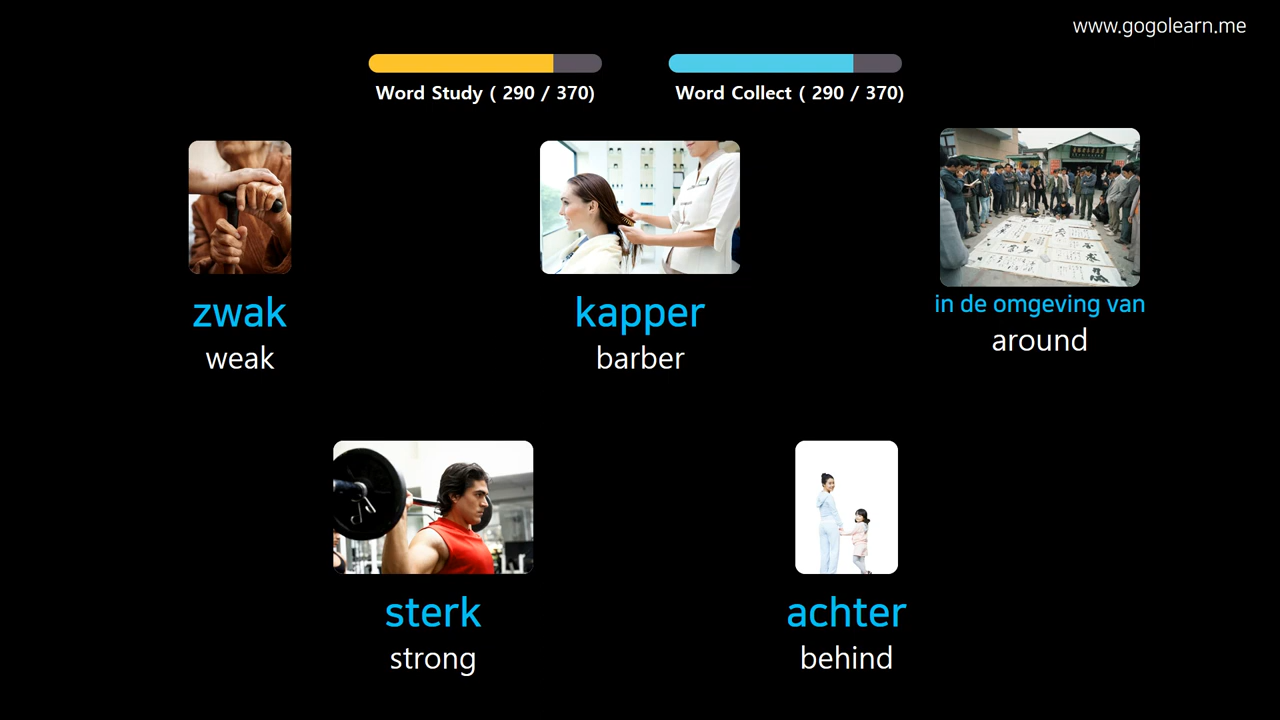 www.gogolearn.me
Word Study ( 290 / 370)
Word Collect ( 290 / 370)
zwak
weak
kapper
barber
in de omgeving van
around
sterk
strong
achter
behind